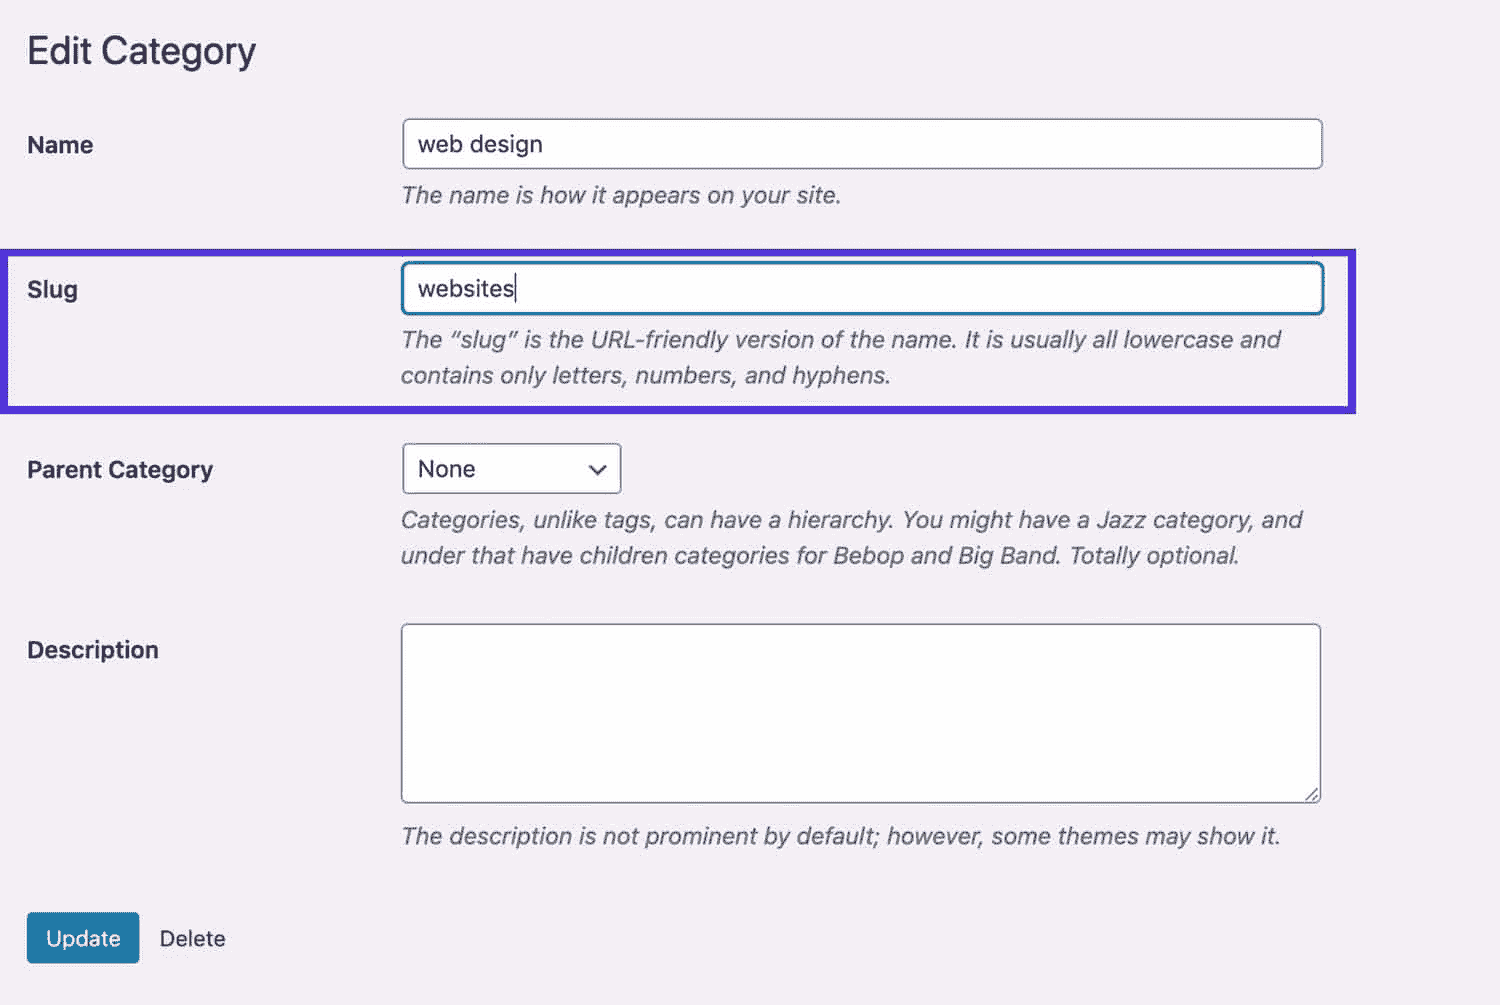 Edit Category
Name
web design
The name is how it appears on your site.
Slug
websites
The “slug” is the URL-friendly version of the name. It is usually all lowercase and
contains only letters, numbers, and hyphens.
Parent Category
None
Categories, unlike tags, can have a hierarchy. You might have a Jazz category, and
under that have children categories for Bebop and Big Band. Totally optional.
Description
The description is not prominent by default; however, some themes may show it.
Update
Delete